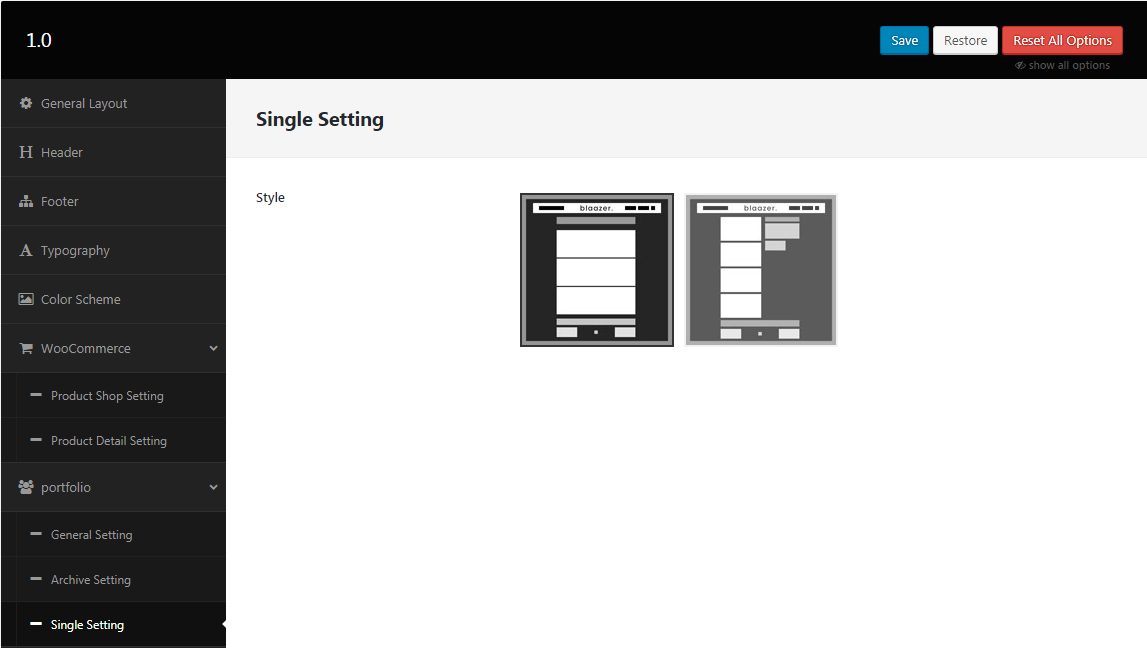 1.0
Save
Restore
Reset All Options
show all options
General Layout
Header
Footer
Typography
Color Scheme
WooCommerce
Product Shop Setting
Product Detail Setting
portfolio
General Setting
Archive Setting
Single Setting
Single Setting
Style
blaazer.
blaazer.